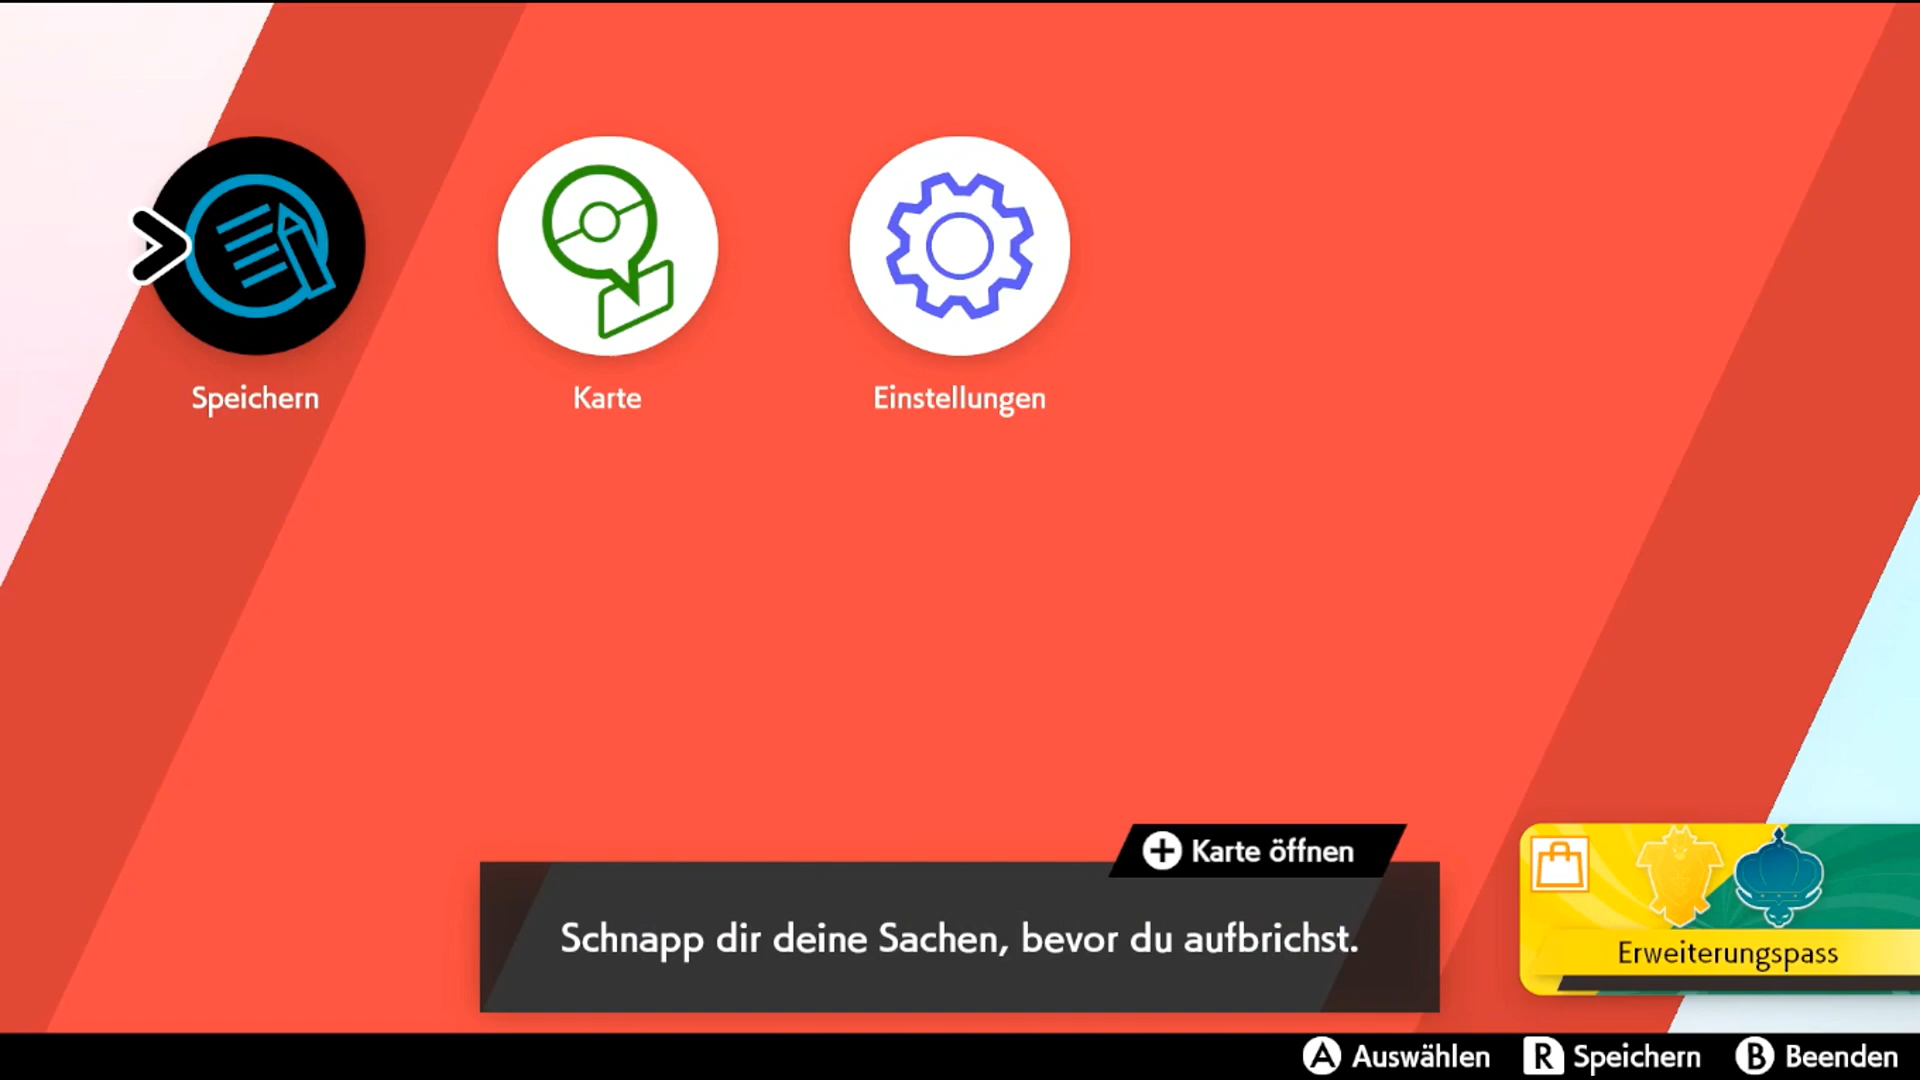 Speichern
Karte
Einstellungen
Karte öffnen
Schnapp dir deine Sachen, bevor du aufbrichst.
Erweiterungspass
A Auswählen R Speichern B Beenden